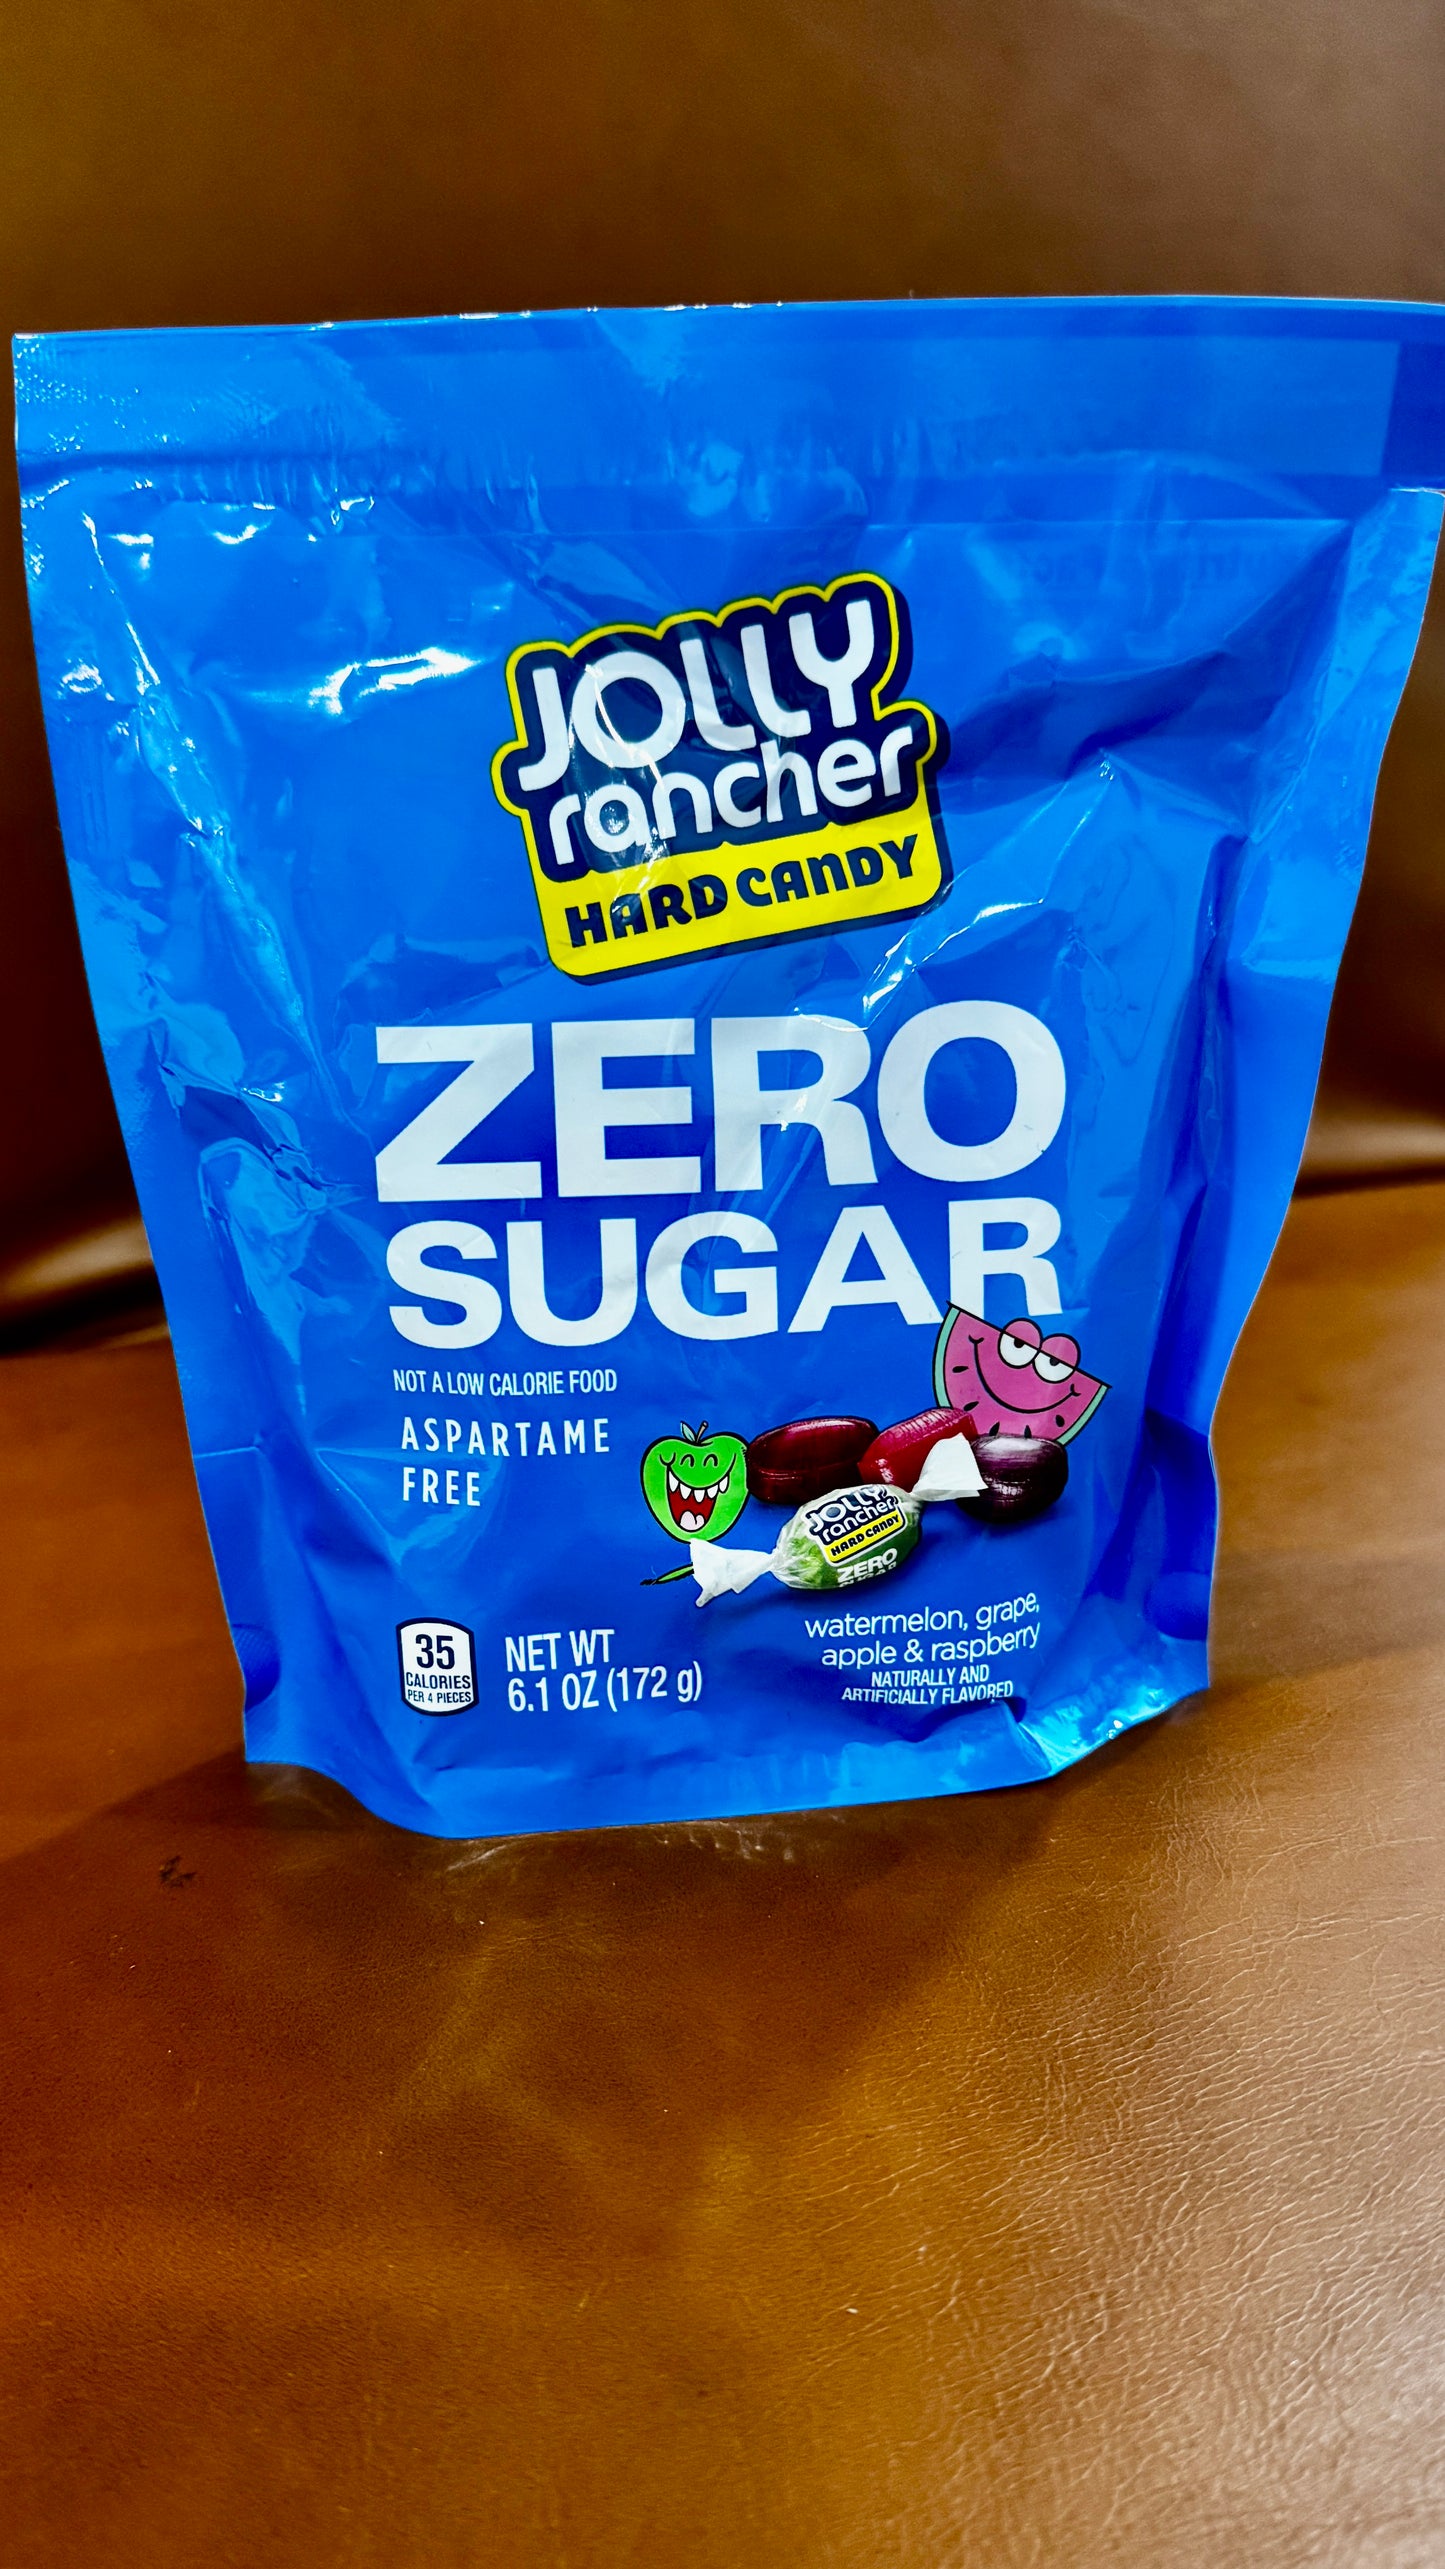 JOLLY
rancher
HARD CANDY
ZERO
SUGAR
NOT A LOW CALORIE FOOD
ASPARTAME
FREE
JOLLY
rancher
HARD CANDY
ZERO
SUGAR
35
CALORIES
PER 4 PIECES
NET WT
6.1 OZ (172 g)
watermelon, grape,
apple & raspberry
NATURALLY AND
ARTIFICIALLY FLAVORED